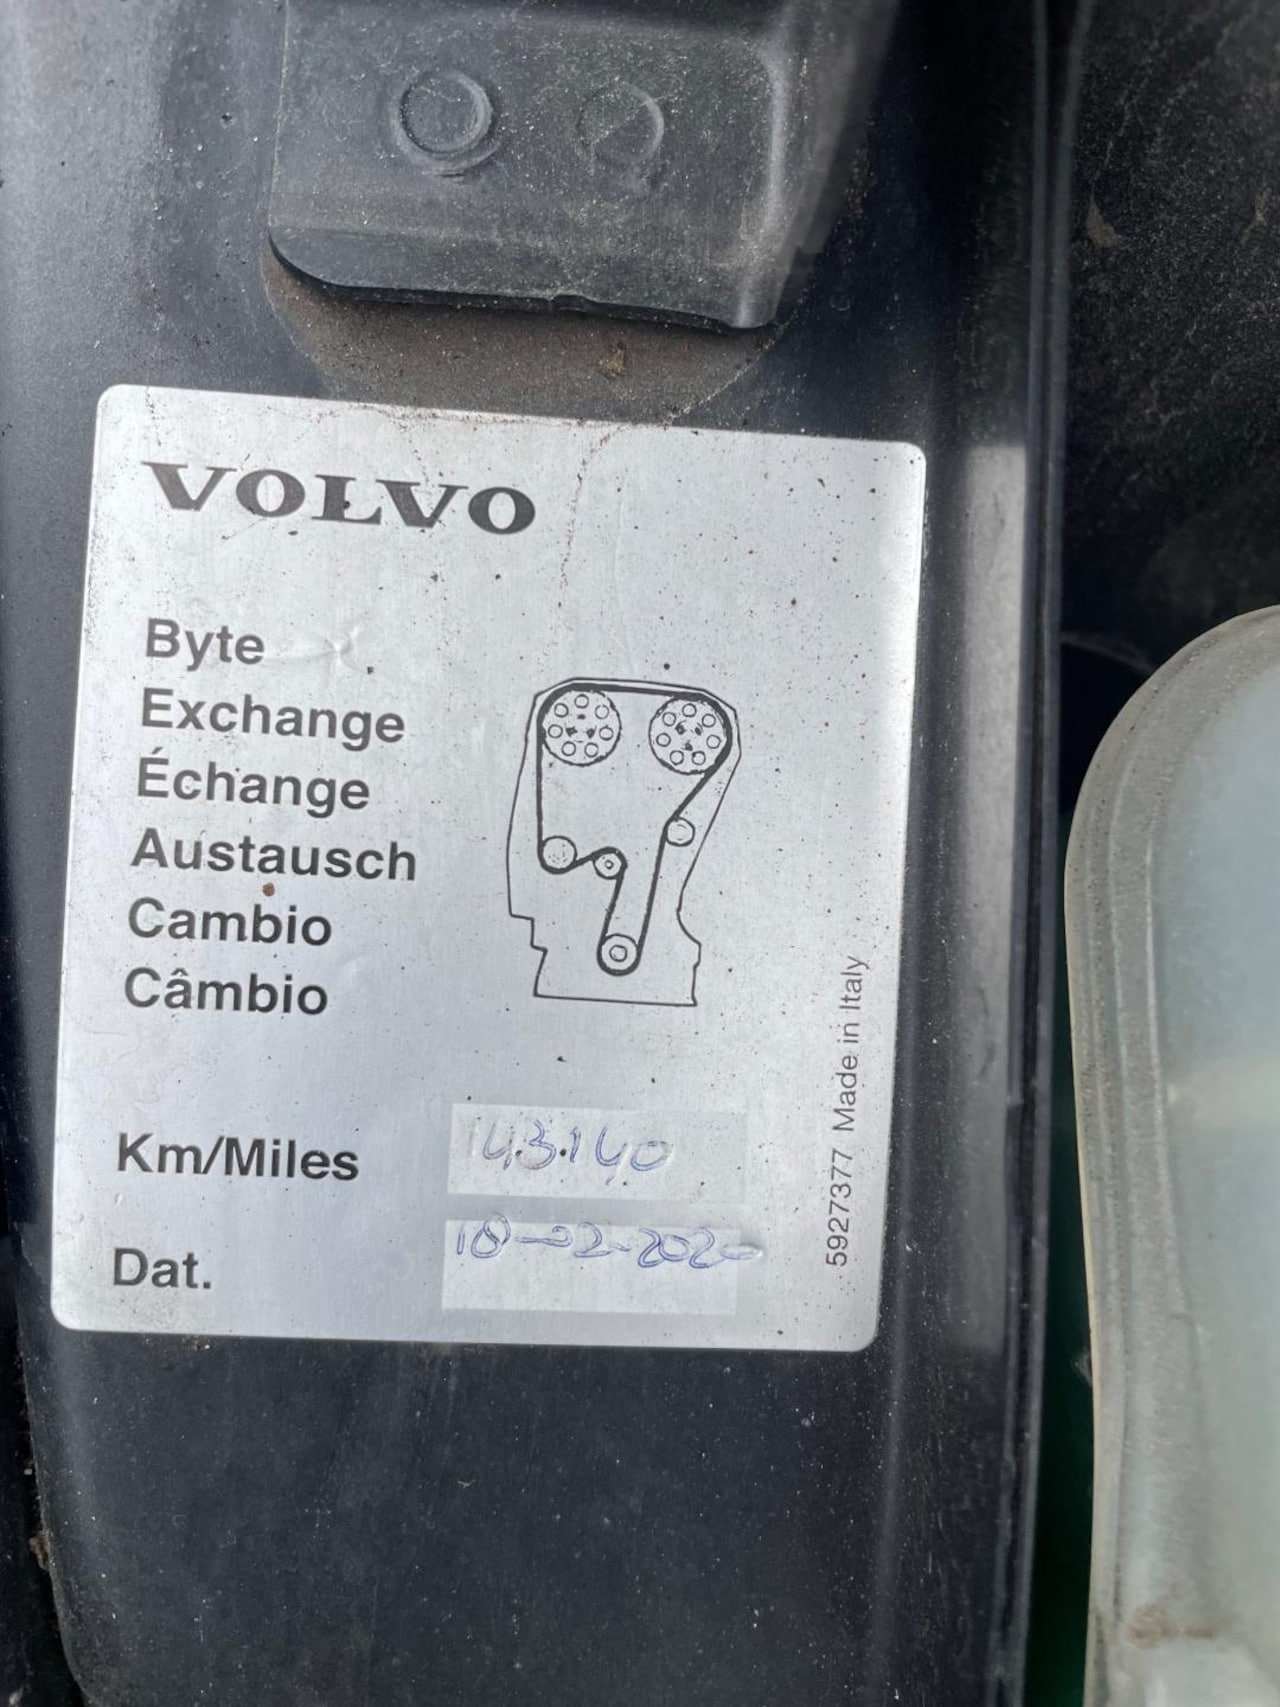 VOLVO
Byte
Exchange
Échange
Austausch
Cambio
Câmbio
Km/Miles 143.140
Dat. 18-02-2020
5927377 Made in Italy